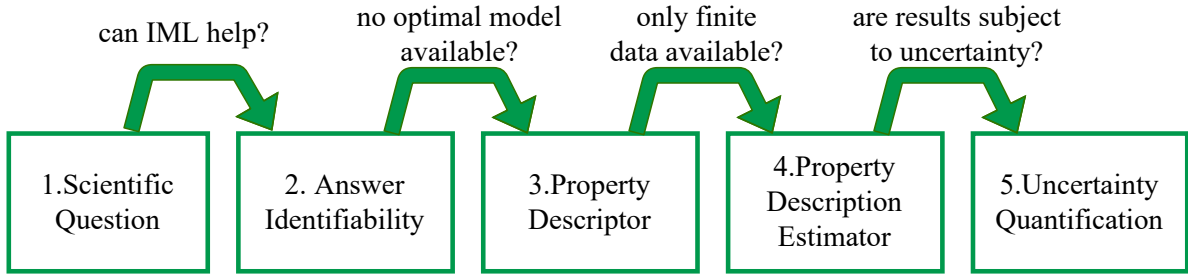 can IML help?
no optimal model
available?
only finite
data available?
are results subject
to uncertainty?
1.Scientific
Question
2. Answer
Identifiability
3.Property
Descriptor
4.Property
Description
Estimator
5.Uncertainty
Quantification